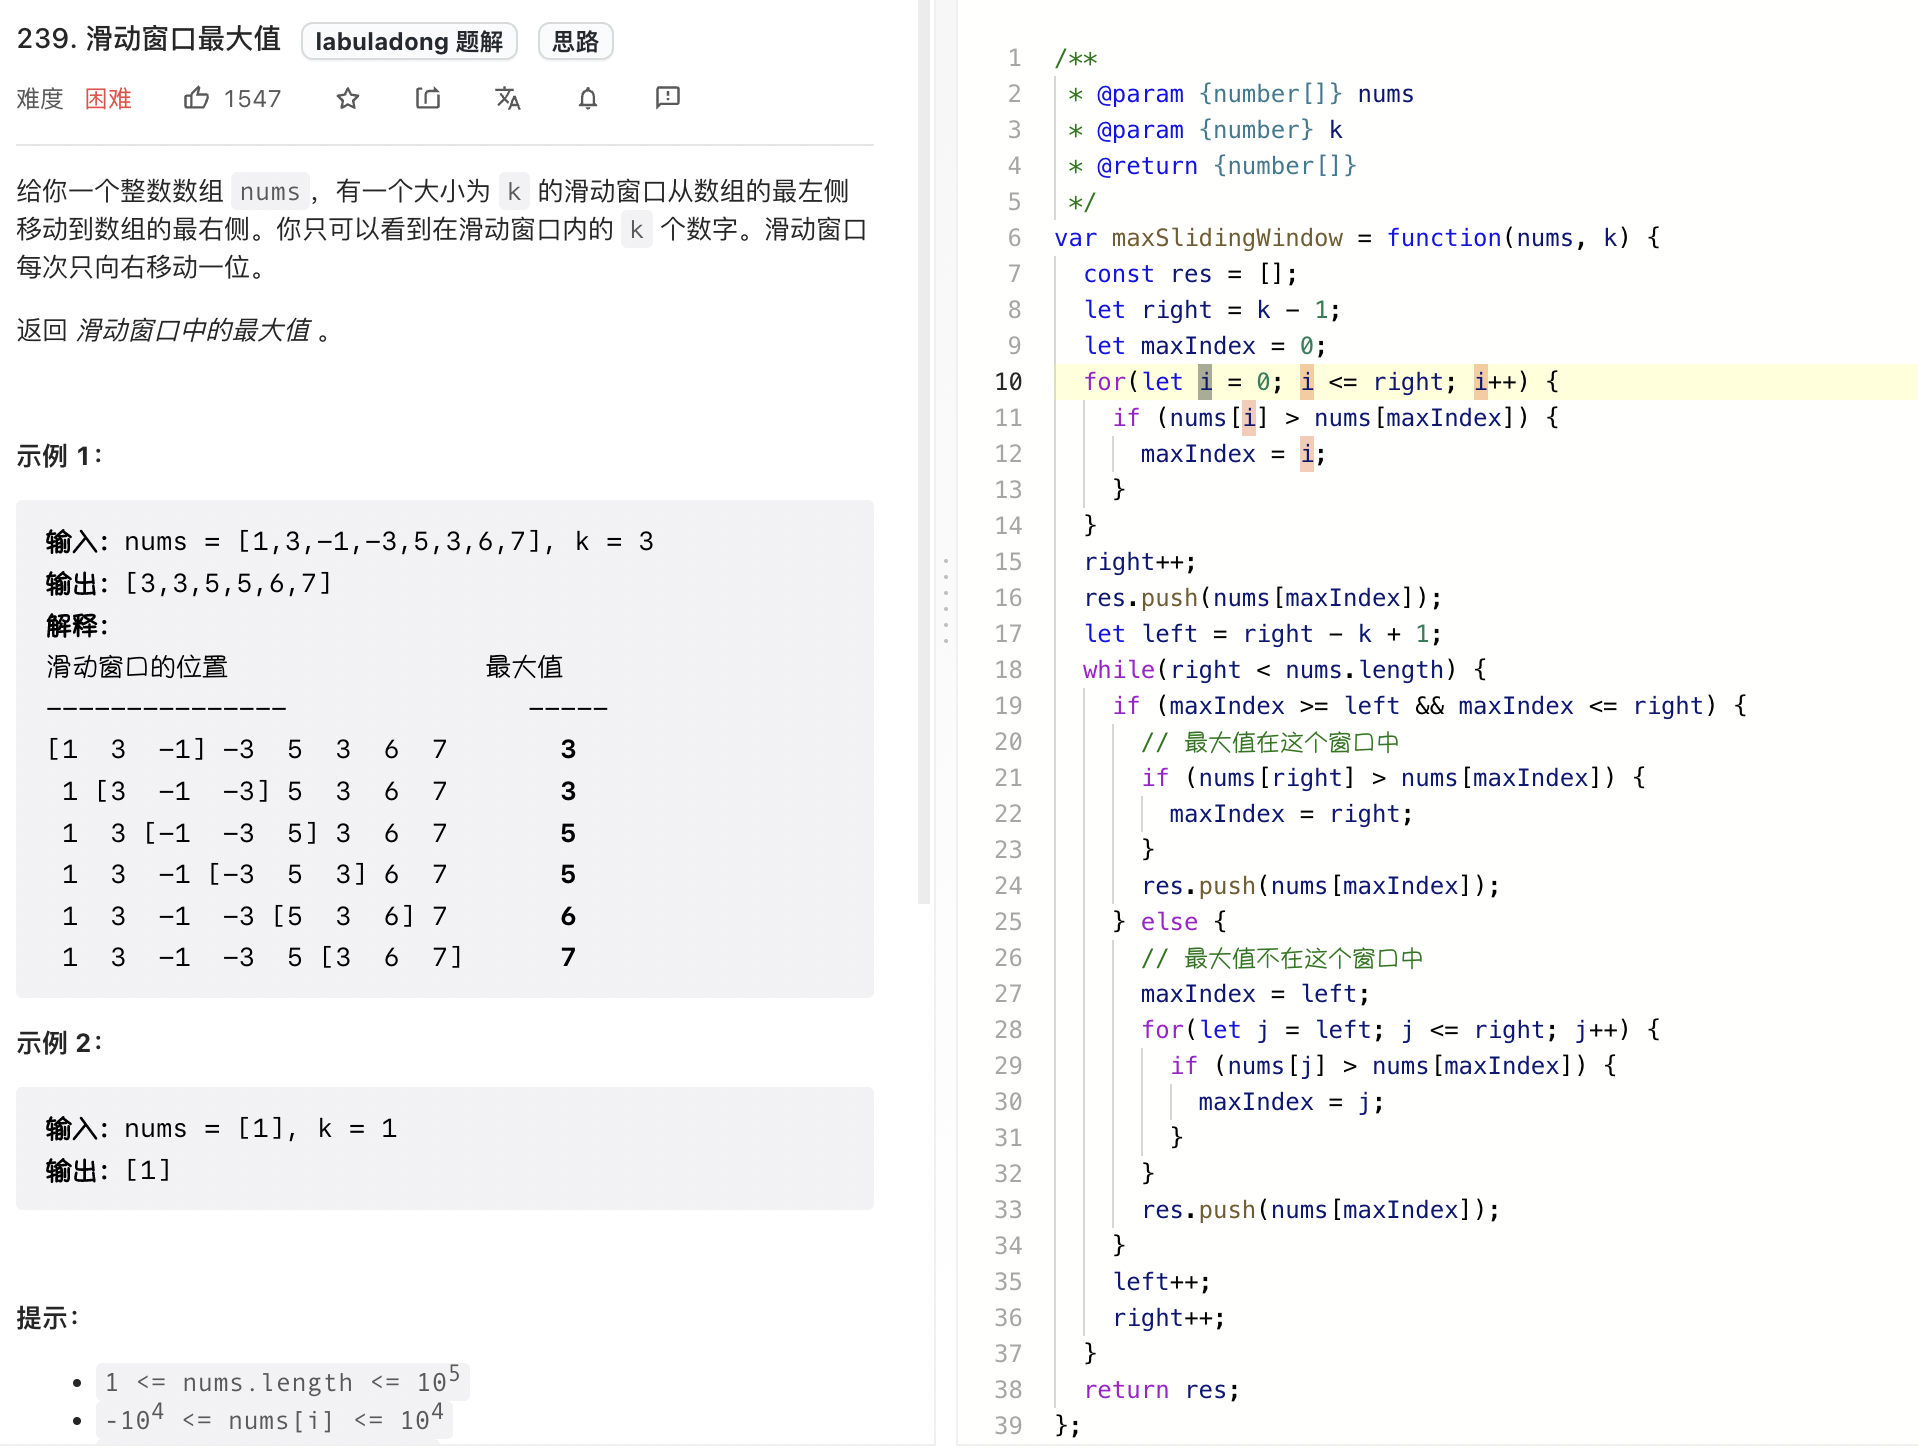 239. 滑动窗口最大值 labuladong 题解 思路
难度 困难 1547
给你一个整数数组 nums，有一个大小为 k 的滑动窗口从数组的最左侧
移动到数组的最右侧。你只可以看到在滑动窗口内的 k 个数字。滑动窗口
每次只向右移动一位。
返回 滑动窗口中的最大值 。
示例 1：
输入：nums = [1,3,-1,-3,5,3,6,7], k = 3
输出：[3,3,5,5,6,7]
解释：
滑动窗口的位置 最大值
--------------- -----
[1 3 -1] -3 5 3 6 7 3
1 [3 -1 -3] 5 3 6 7 3
1 3 [-1 -3 5] 3 6 7 5
1 3 -1 [-3 5 3] 6 7 5
1 3 -1 -3 [5 3 6] 7 6
1 3 -1 -3 5 [3 6 7] 7
示例 2：
输入：nums = [1], k = 1
输出：[1]
提示：
• 1 <= nums.length <= 10⁵
• -10⁴ <= nums[i] <= 10⁴
1 /**
2 * @param {number[]} nums
3 * @param {number} k
4 * @return {number[]}
5 */
6 var maxSlidingWindow = function(nums, k) {
7 const res = [];
8 let right = k - 1;
9 let maxIndex = 0;
10 for(let i = 0; i <= right; i++) {
11 if (nums[i] > nums[maxIndex]) {
12 maxIndex = i;
13 }
14 }
15 right++;
16 res.push(nums[maxIndex]);
17 let left = right - k + 1;
18 while(right < nums.length) {
19 if (maxIndex >= left && maxIndex <= right) {
20 // 最大值在这个窗口中
21 if (nums[right] > nums[maxIndex]) {
22 maxIndex = right;
23 }
24 res.push(nums[maxIndex]);
25 } else {
26 // 最大值不在这个窗口中
27 maxIndex = left;
28 for(let j = left; j <= right; j++) {
29 if (nums[j] > nums[maxIndex]) {
30 maxIndex = j;
31 }
32 }
33 res.push(nums[maxIndex]);
34 }
35 left++;
36 right++;
37 }
38 return res;
39 };